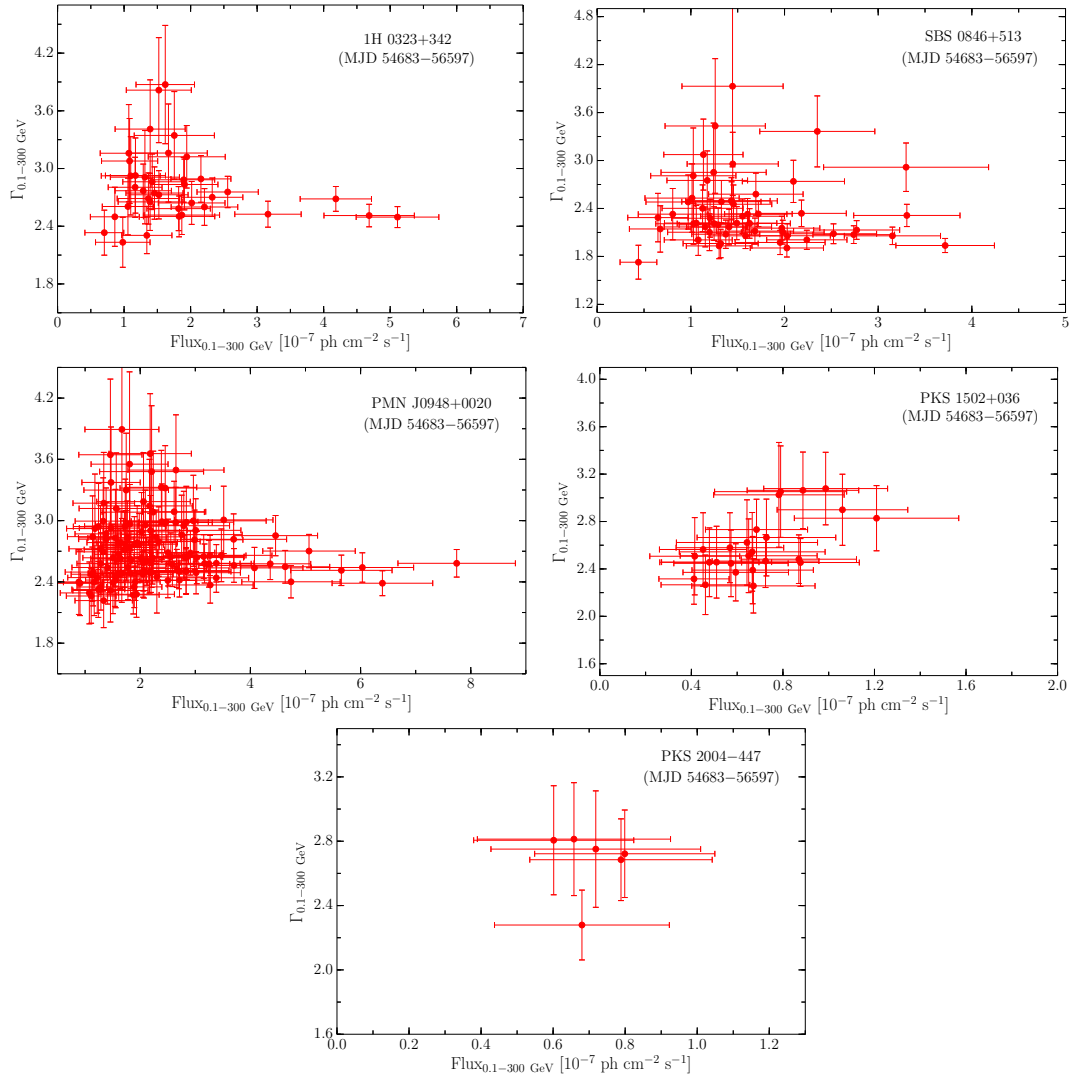 1H 0323+342
(MJD 54683−56597)
Γ0.1−300 GeV
4.2
3.6
3.0
2.4
1.8
0 1 2 3 4 5 6 7
Flux0.1−300 GeV [10−7 ph cm−2 s−1]
SBS 0846+513
(MJD 54683−56597)
Γ0.1−300 GeV
4.8
4.2
3.6
3.0
2.4
1.8
1.2
0 1 2 3 4 5
Flux0.1−300 GeV [10−7 ph cm−2 s−1]
PMN J0948+0020
(MJD 54683−56597)
Γ0.1−300 GeV
4.2
3.6
3.0
2.4
1.8
2 4 6 8
Flux0.1−300 GeV [10−7 ph cm−2 s−1]
PKS 1502+036
(MJD 54683−56597)
Γ0.1−300 GeV
4.0
3.6
3.2
2.8
2.4
2.0
1.6
0.0 0.4 0.8 1.2 1.6 2.0
Flux0.1−300 GeV [10−7 ph cm−2 s−1]
PKS 2004−447
(MJD 54683−56597)
Γ0.1−300 GeV
3.2
2.8
2.4
2.0
1.6
0.0 0.2 0.4 0.6 0.8 1.0 1.2
Flux0.1−300 GeV [10−7 ph cm−2 s−1]